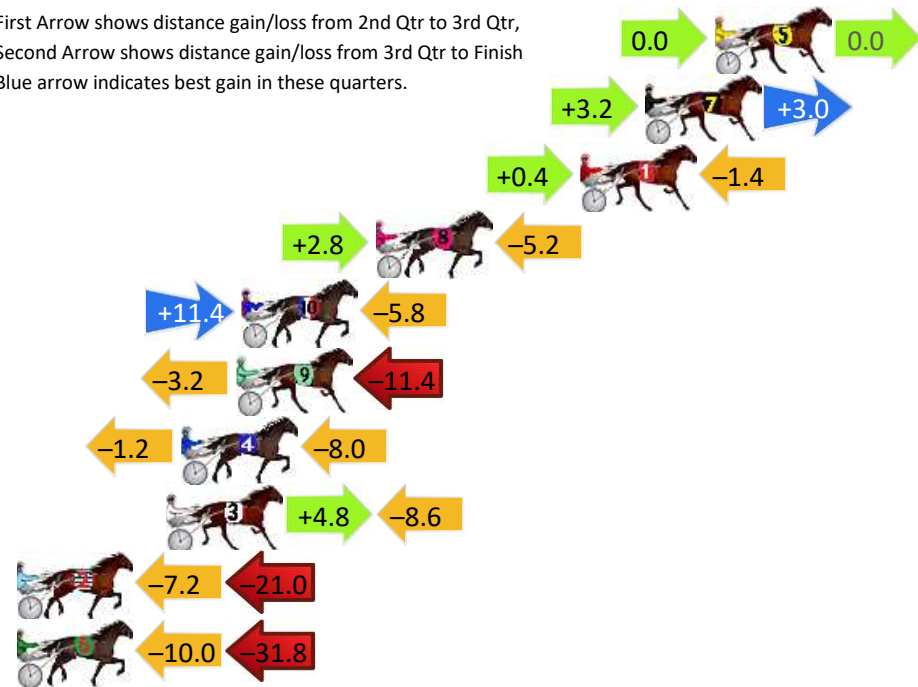 First Arrow shows distance gain/loss from 2nd Qtr to 3rd Qtr,
Second Arrow shows distance gain/loss from 3rd Qtr to Finish
Blue arrow indicates best gain in these quarters.
0.0 5 0.0
+3.2 7 +3.0
+0.4 1 −1.4
+2.8 8 −5.2
+11.4 10 −5.8
−3.2 9 −11.4
−1.2 4 −8.0
3 +4.8 −8.6
2 −7.2 −21.0
6 −10.0 −31.8